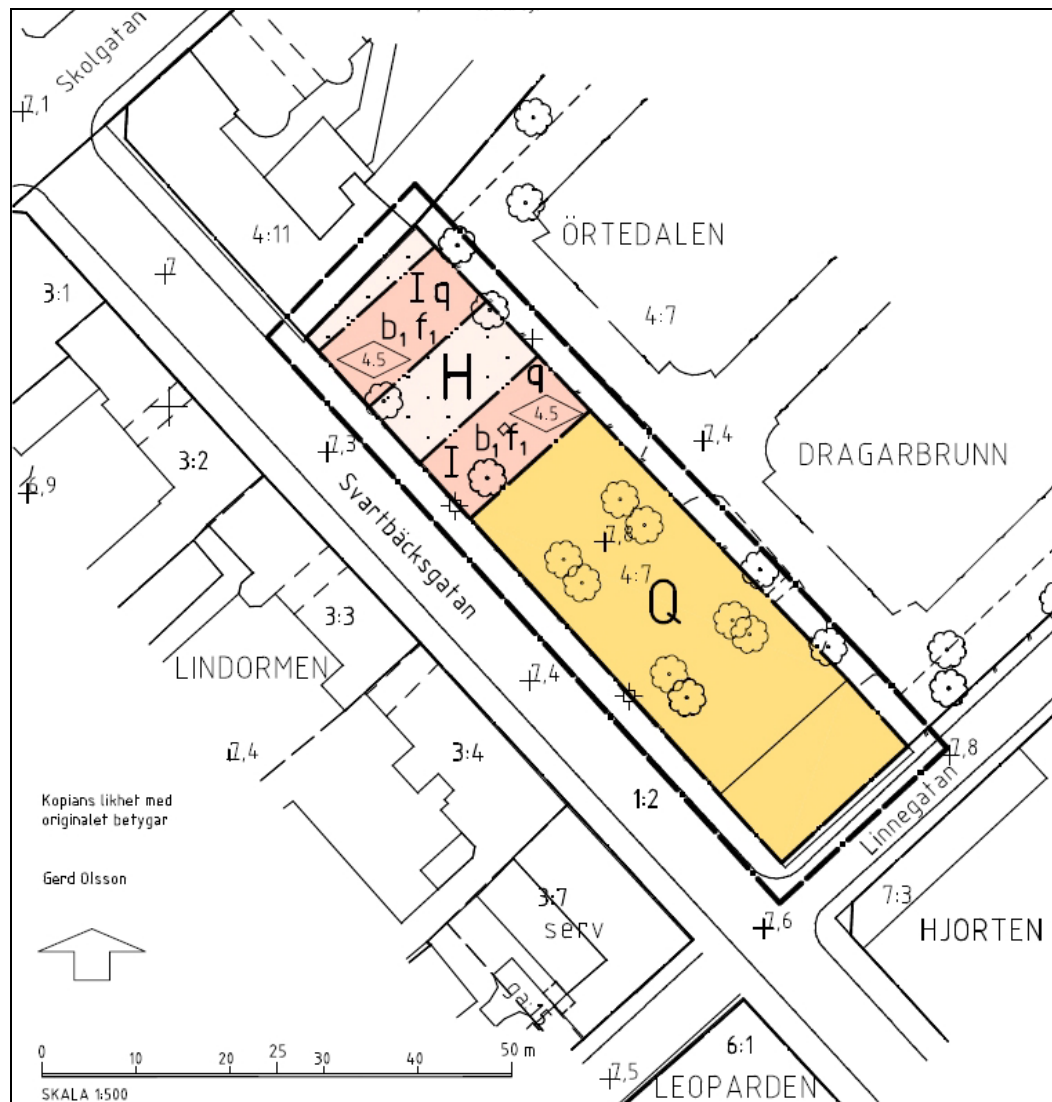 Skolgatan
7,1
4:11
ÖRTEDALEN
7
3:1
4:7
I q
b₁ f₁
4.5
H
q
4.5
b₁ f₁
I
7,3
7,4
DRAGARBRUNN
3:2
6,9
Svartbäcksgatan
7,8
4:7
Q
3:3
LINDORMEN
7,4
7,4
3:4
7,8
Linnegatan
1:2
Kopians likhet med
originalet betygar
Gerd Olsson
3:7
serv
7:3
7,6
HJORTEN
ga:15
0 10 20 25 30 40 50 m
SKALA 1:500
7,5
6:1
LEOPARDEN